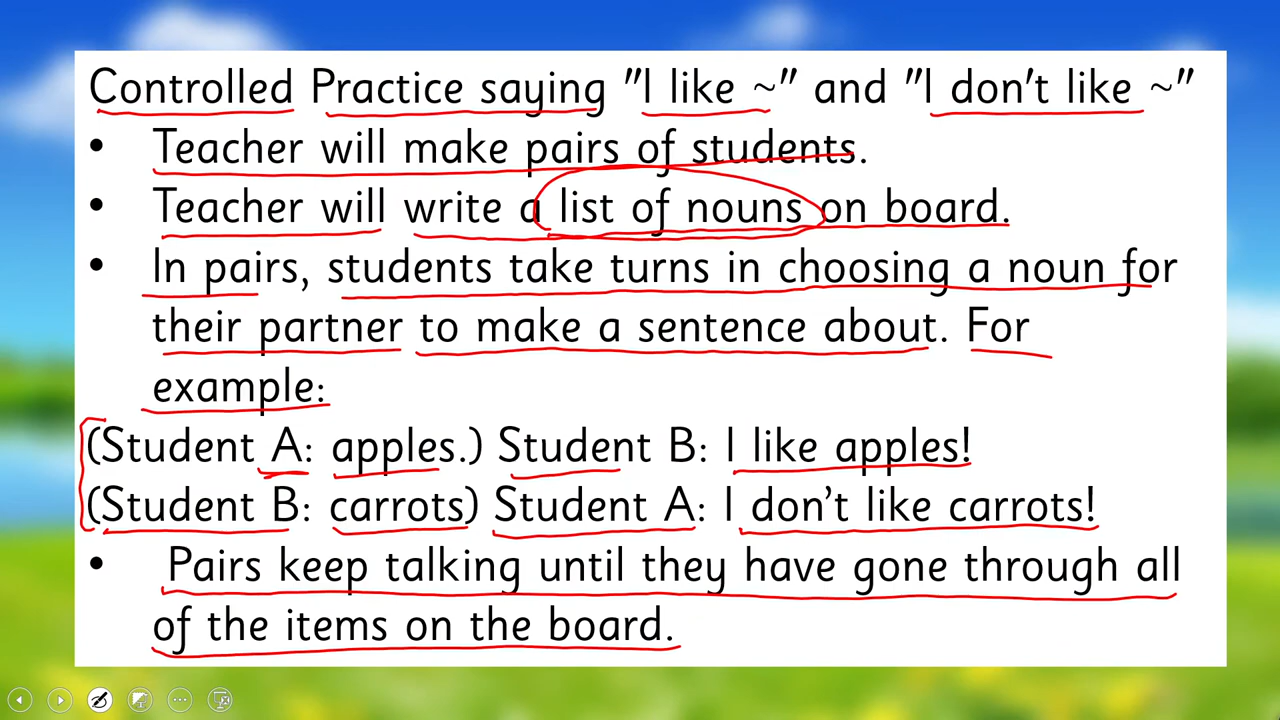 Controlled Practice saying "I like ~" and "I don't like ~"
• Teacher will make pairs of students.
• Teacher will write a list of nouns on board.
• In pairs, students take turns in choosing a noun for
their partner to make a sentence about. For
example:
(Student A: apples.) Student B: I like apples!
(Student B: carrots) Student A: I don’t like carrots!
• Pairs keep talking until they have gone through all
of the items on the board.